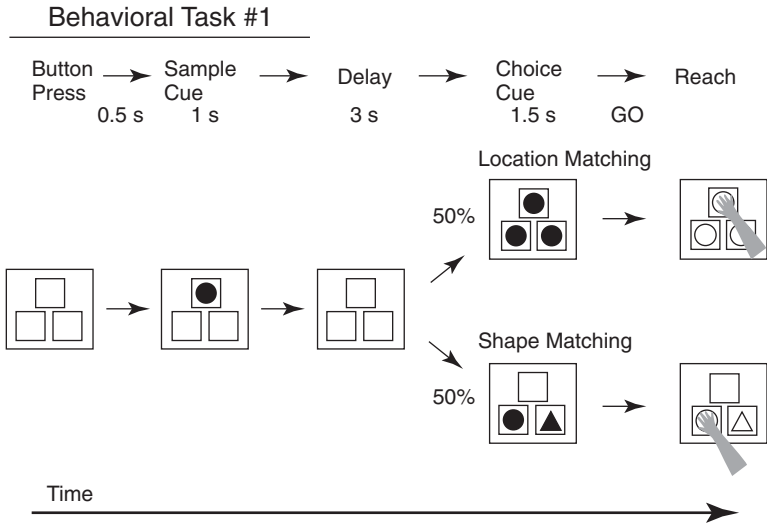 Behavioral Task #1
Button Press
Sample Cue
Delay
Choice Cue
Reach
0.5 s
1 s
3 s
1.5 s
GO
Location Matching
50%
Shape Matching
50%
Time